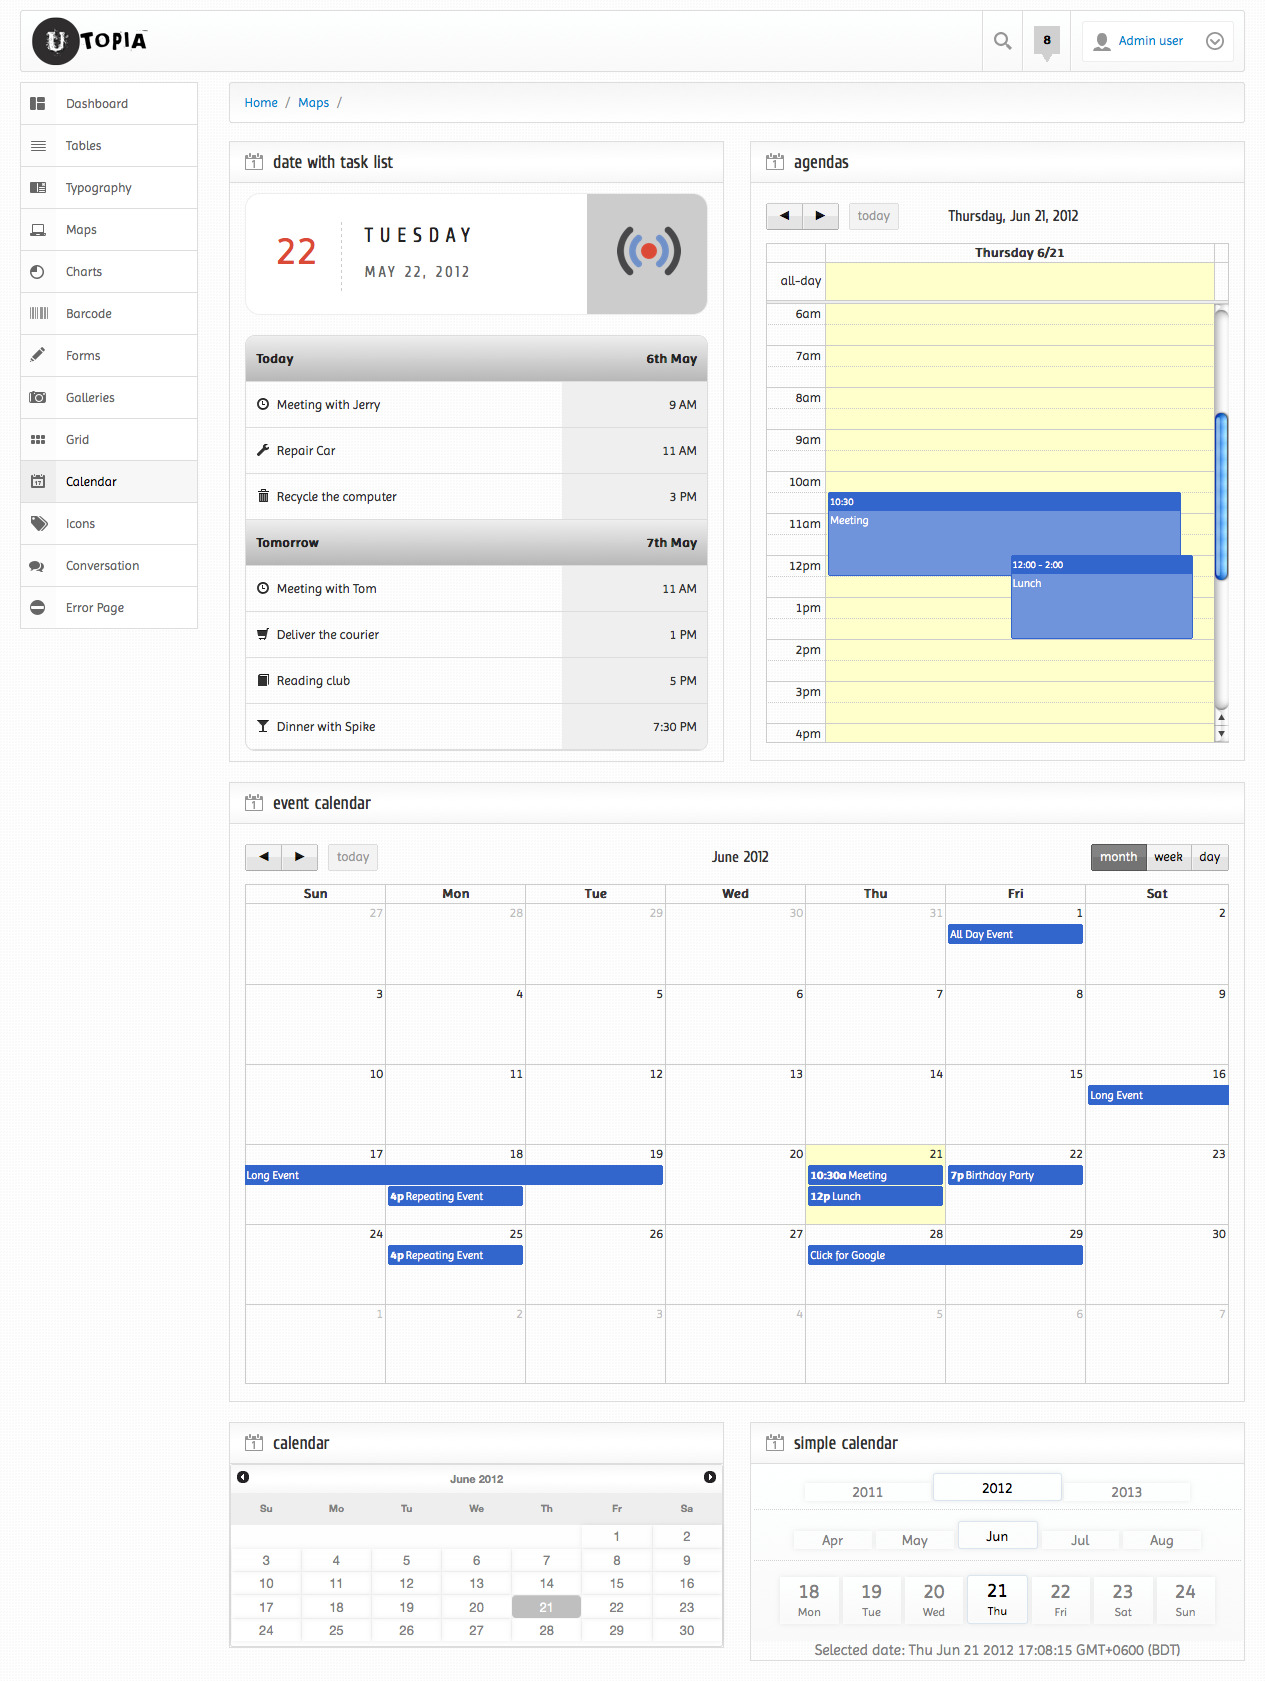 UTOPIA
8
Admin user
Dashboard
Tables
Typography
Maps
Charts
Barcode
Forms
Galleries
Grid
17
Calendar
Icons
Conversation
Error Page
Home / Maps /
1 date with task list
22
TUESDAY
MAY 22, 2012
Today 6th May
Meeting with Jerry 9 AM
Repair Car 11 AM
Recycle the computer 3 PM
Tomorrow 7th May
Meeting with Tom 11 AM
Deliver the courier 1 PM
Reading club 5 PM
Dinner with Spike 7:30 PM
1 agendas
today Thursday, Jun 21, 2012
Thursday 6/21
all-day
6am
7am
8am
9am
10am
10:30
11am Meeting
12pm 12:00 - 2:00
Lunch
1pm
2pm
3pm
4pm
1 event calendar
today June 2012 month week day
Sun Mon Tue Wed Thu Fri Sat
27 28 29 30 31 1 2
All Day Event
3 4 5 6 7 8 9
10 11 12 13 14 15 16
Long Event
17 18 19 20 21 22 23
Long Event 10:30a Meeting 7p Birthday Party
4p Repeating Event 12p Lunch
24 25 26 27 28 29 30
4p Repeating Event Click for Google
1 2 3 4 5 6 7
1 calendar
June 2012
Su Mo Tu We Th Fr Sa
1 2
3 4 5 6 7 8 9
10 11 12 13 14 15 16
17 18 19 20 21 22 23
24 25 26 27 28 29 30
1 simple calendar
2011 2012 2013
Apr May Jun Jul Aug
18 19 20 21 22 23 24
Mon Tue Wed Thu Fri Sat Sun
Selected date: Thu Jun 21 2012 17:08:15 GMT+0600 (BDT)